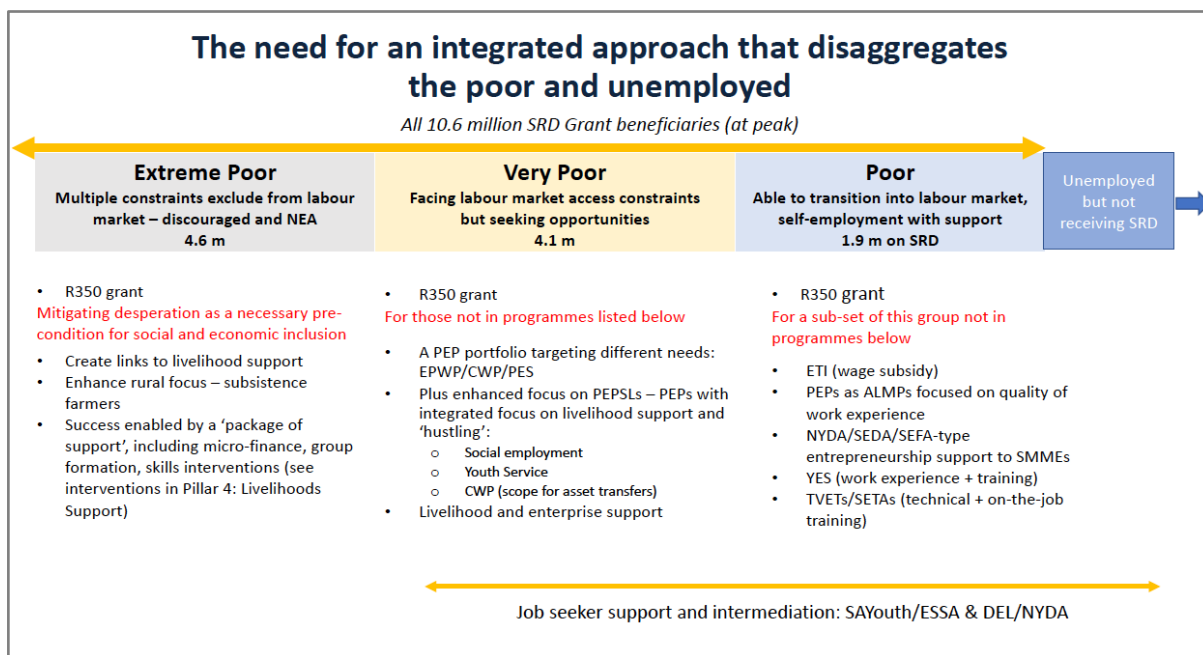 The need for an integrated approach that disaggregates
the poor and unemployed
All 10.6 million SRD Grant beneficiaries (at peak)
Extreme Poor
Multiple constraints exclude from labour
market – discouraged and NEA
4.6 m
Very Poor
Facing labour market access constraints
but seeking opportunities
4.1 m
Poor
Able to transition into labour market,
self-employment with support
1.9 m on SRD
Unemployed
but not
receiving SRD
• R350 grant
Mitigating desperation as a necessary pre-
condition for social and economic inclusion
• Create links to livelihood support
• Enhance rural focus – subsistence
farmers
• Success enabled by a ‘package of
support’, including micro-finance, group
formation, skills interventions (see
interventions in Pillar 4: Livelihoods
Support)
• R350 grant
For those not in programmes listed below
• A PEP portfolio targeting different needs:
EPWP/CWP/PES
• Plus enhanced focus on PEPSLs – PEPs with
integrated focus on livelihood support and
‘hustling’:
o Social employment
o Youth Service
o CWP (scope for asset transfers)
• Livelihood and enterprise support
• R350 grant
For a sub-set of this group not in
programmes below
• ETI (wage subsidy)
• PEPs as ALMPs focused on quality of
work experience
• NYDA/SEDA/SEFA-type
entrepreneurship support to SMMEs
• YES (work experience + training)
• TVETs/SETAs (technical + on-the-job
training)
Job seeker support and intermediation: SAYouth/ESSA & DEL/NYDA